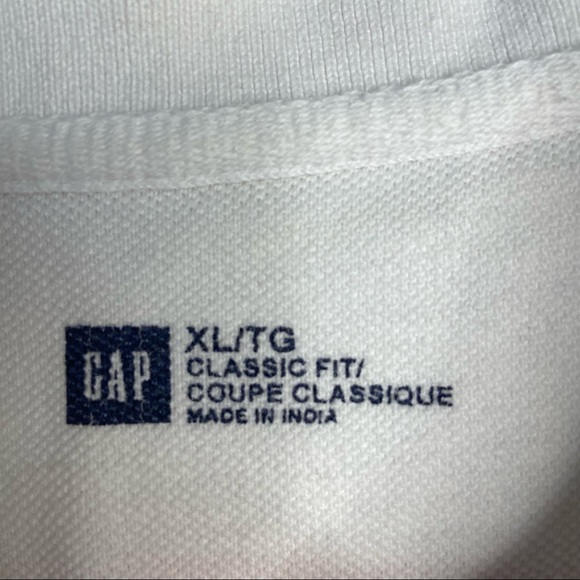 GAP
XL/TG
CLASSIC FIT/
COUPE CLASSIQUE
MADE IN INDIA